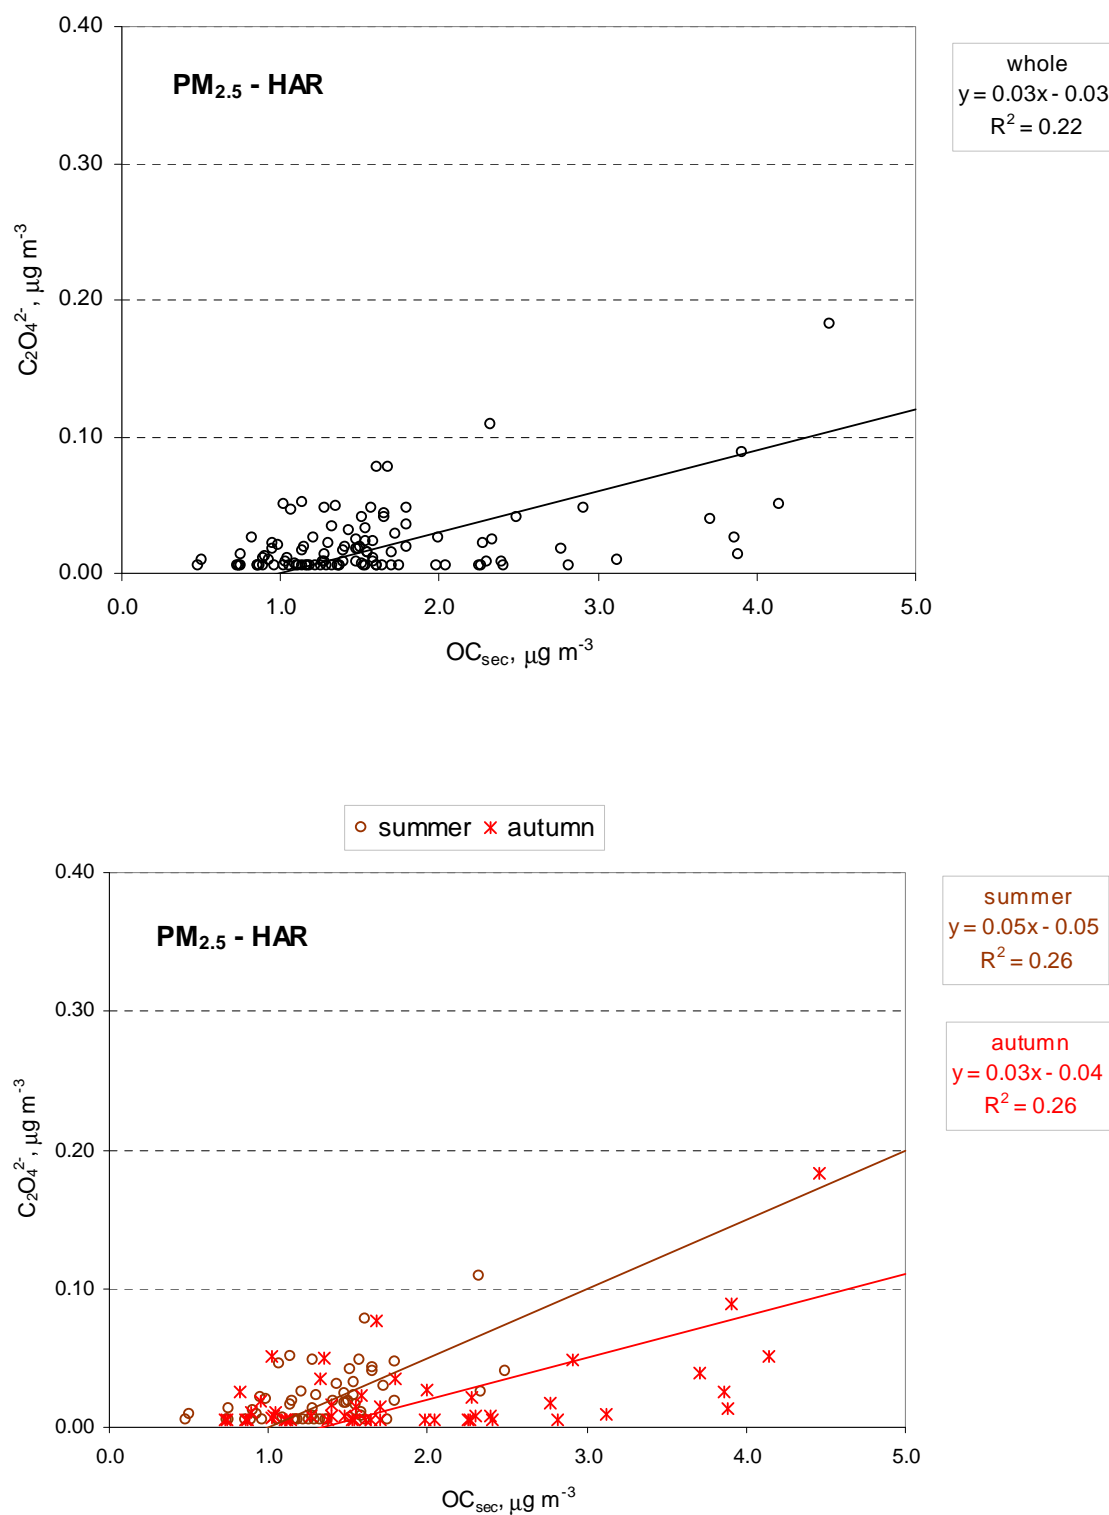 0.40
PM2.5 - HAR
whole
y = 0.03x - 0.03
R² = 0.22
0.30
C₂O₄²⁻, μg m⁻³
0.20
0.10
0.00
0.0 1.0 2.0 3.0 4.0 5.0
OCsec, μg m⁻³
summer autumn
0.40
PM2.5 - HAR
summer
y = 0.05x - 0.05
R² = 0.26
0.30
autumn
y = 0.03x - 0.04
R² = 0.26
C₂O₄²⁻, μg m⁻³
0.20
0.10
0.00
0.0 1.0 2.0 3.0 4.0 5.0
OCsec, μg m⁻³